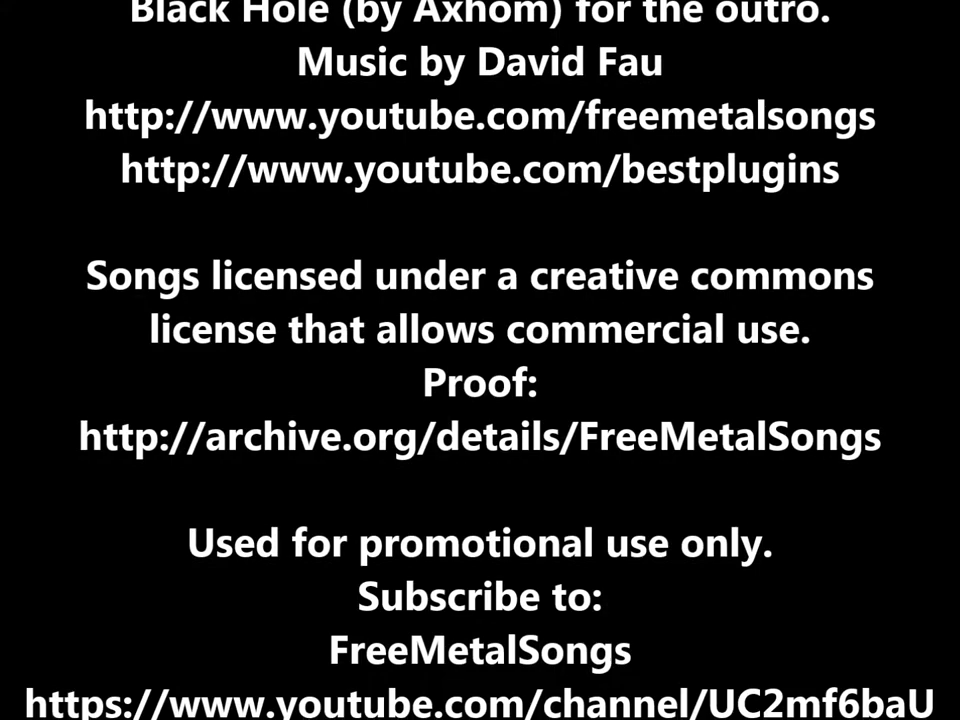 Black Hole (by Axhom) for the outro.
Music by David Fau
http://www.youtube.com/freemetalsongs
http://www.youtube.com/bestplugins
Songs licensed under a creative commons
license that allows commercial use.
Proof:
http://archive.org/details/FreeMetalSongs
Used for promotional use only.
Subscribe to:
FreeMetalSongs
https://www.youtube.com/channel/UC2mf6baU